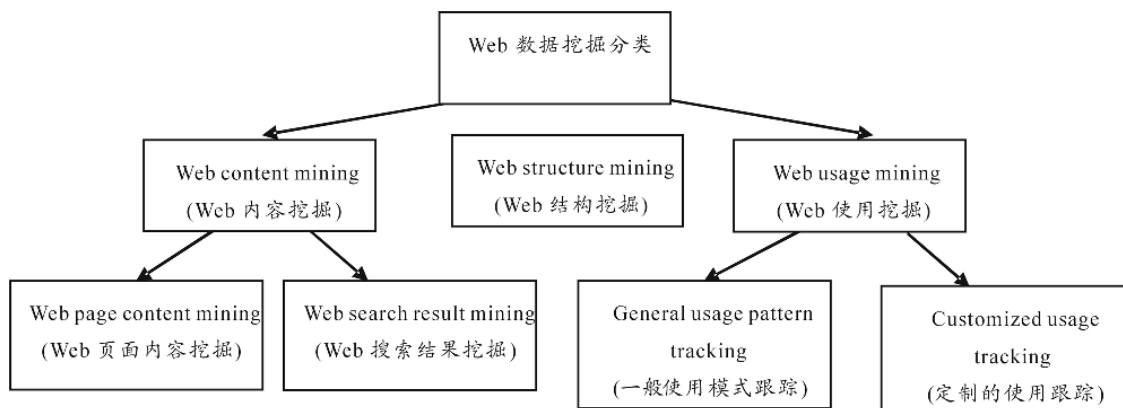 Web 数据挖掘分类
Web content mining
(Web 内容挖掘)
Web structure mining
(Web 结构挖掘)
Web usage mining
(Web 使用挖掘)
Web page content mining
(Web 页面内容挖掘)
Web search result mining
(Web 搜索结果挖掘)
General usage pattern
tracking
(一般使用模式跟踪)
Customized usage
tracking
(定制的使用跟踪)